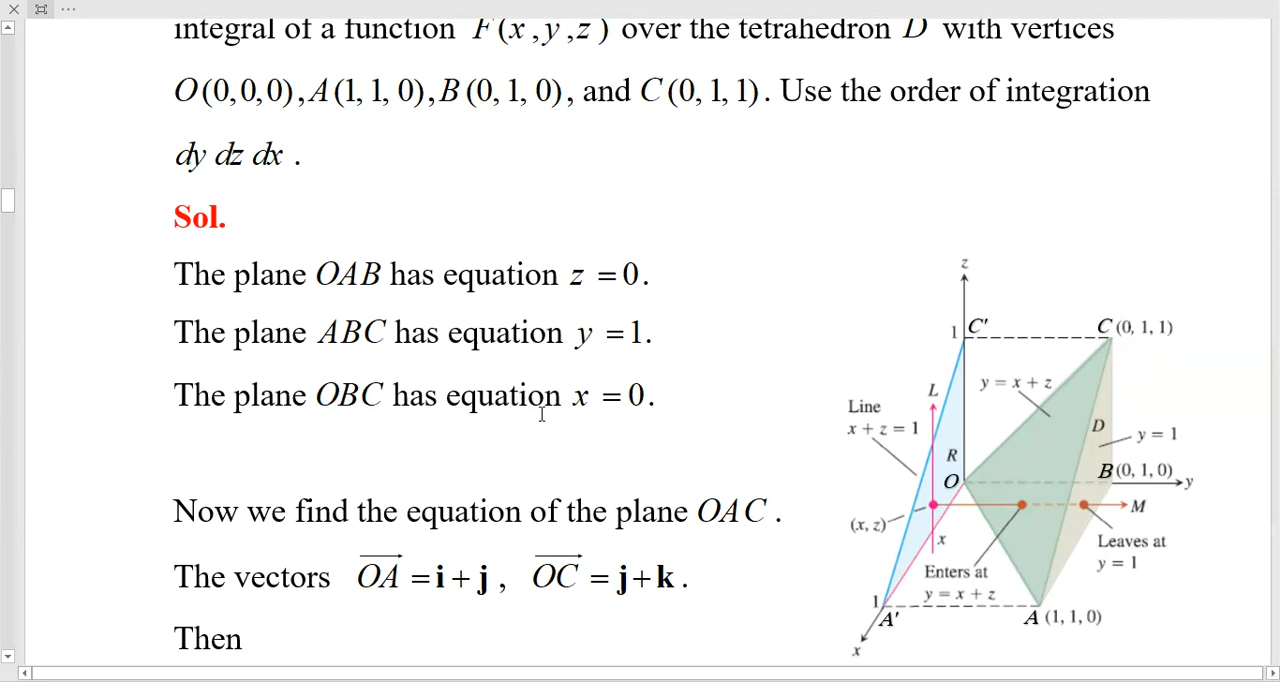 integral of a function F(x,y,z) over the tetrahedron D with vertices
O(0,0,0), A(1, 1, 0), B(0, 1, 0), and C(0, 1, 1). Use the order of integration
dy dz dx .
Sol.
The plane OAB has equation z = 0.
The plane ABC has equation y = 1.
The plane OBC has equation x = 0.
Now we find the equation of the plane OAC .
The vectors \overrightarrow{OA} = i + j , \overrightarrow{OC} = j + k .
Then
z
1
C'
C (0, 1, 1)
y = x + z
L
Line
x + z = 1
D
y = 1
R
B(0, 1, 0)
O
y
M
(x, z)
x
Leaves at
y = 1
Enters at
y = x + z
1
A'
A (1, 1, 0)
x